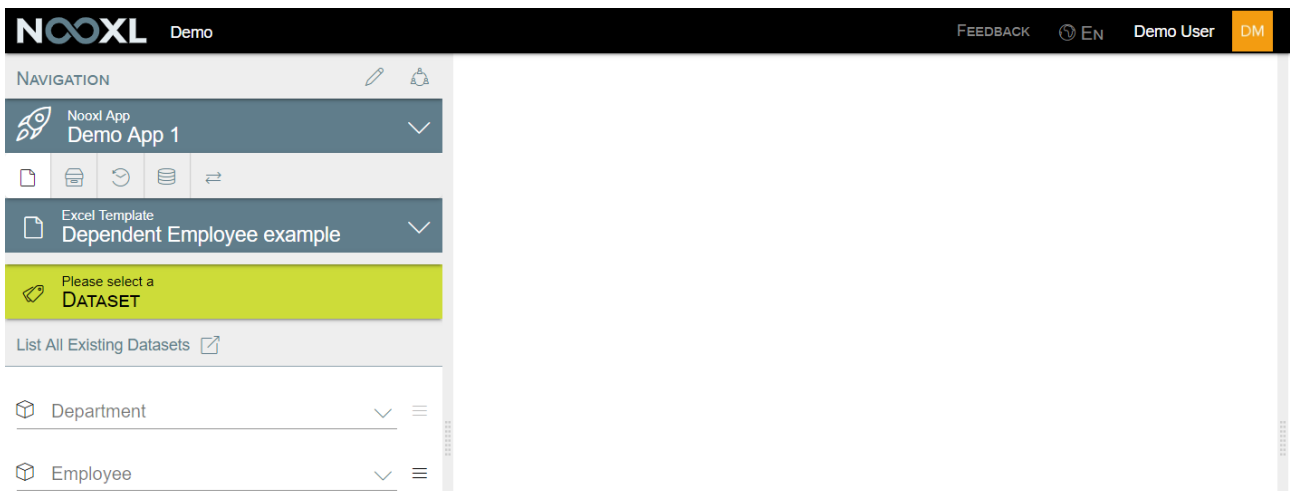 NOOXL Demo FEEDBACK EN Demo User DM
NAVIGATION
Nooxl App
Demo App 1
Excel Template
Dependent Employee example
Please select a
DATASET
List All Existing Datasets
Department
Employee